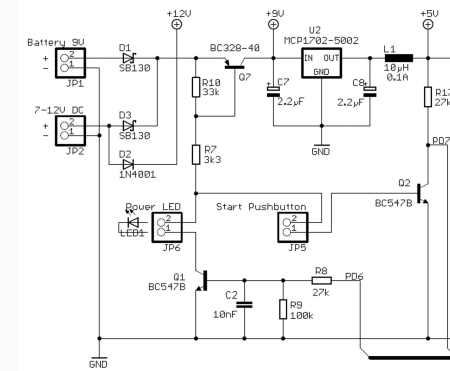 +12V
+9V
+5V
Battery 9V
D1
SB130
+ 2
- 1
JP1
BC328-40
Q7
U2
MCP1702-5002
IN OUT
GND
GND
L1
10µH
0.1A
C7
2.2µF
C8
2.2µF
R10
33k
R17
27k
7-12V DC
D3
SB130
+ 2
- 1
JP2
D2
1N4001
R7
3k3
PD7
Q2
BC547B
Power LED
LED1
2
1
JP6
Start Pushbutton
2
1
JP5
Q1
BC547B
C2
10nF
R9
100k
R8
27k
PD6
GND